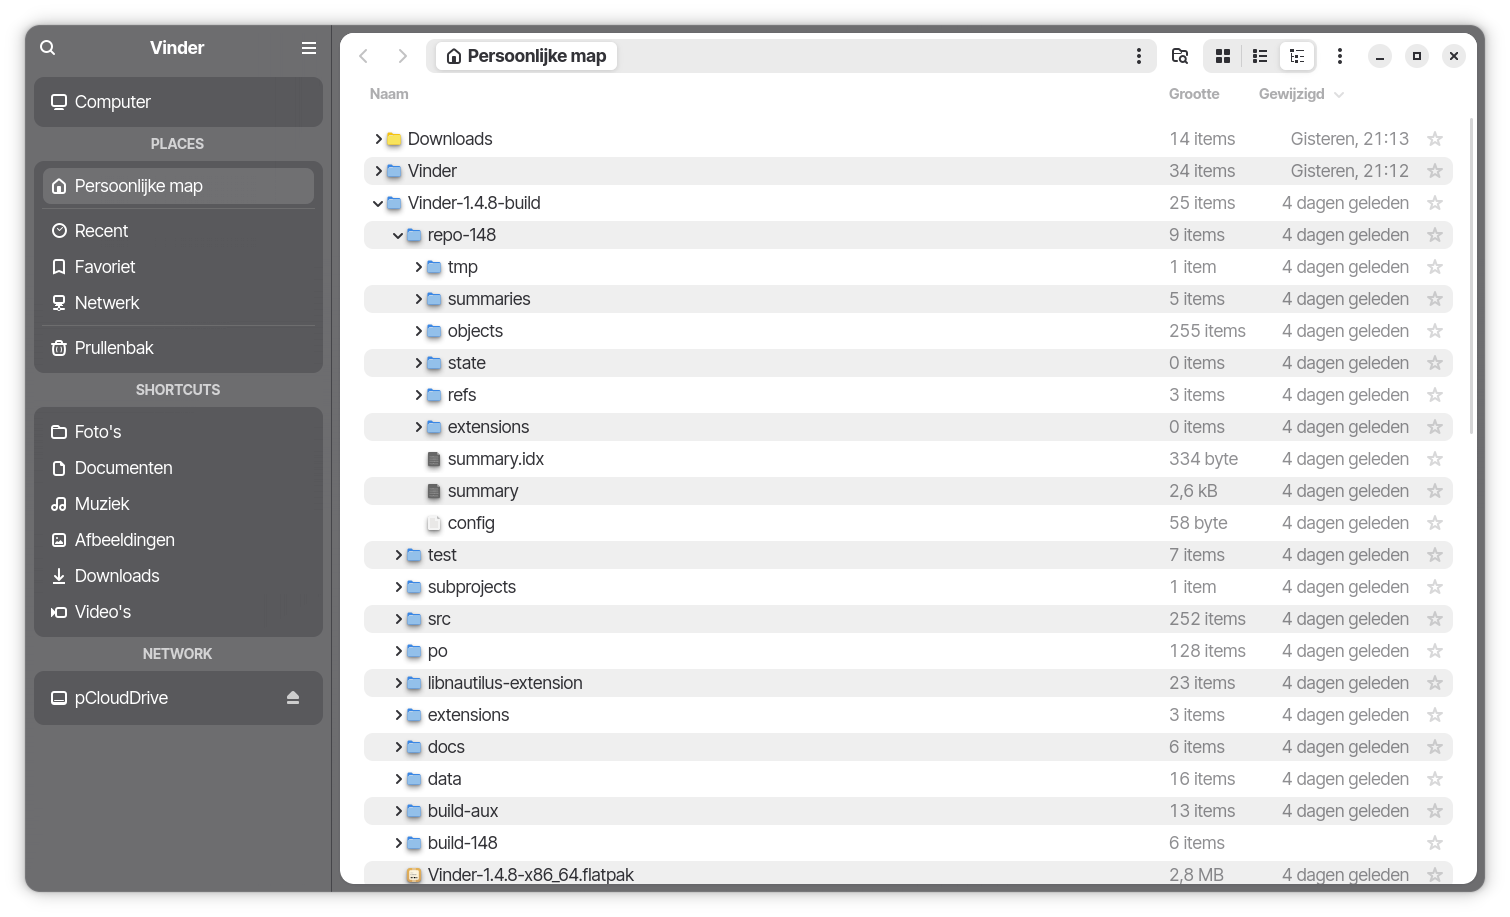 Vinder
Computer
PLACES
Persoonlijke map
Recent
Favoriet
Netwerk
Prullenbak
SHORTCUTS
Foto's
Documenten
Muziek
Afbeeldingen
Downloads
Video's
NETWORK
pCloudDrive
Persoonlijke map
Naam Grootte Gewijzigd
Downloads 14 items Gisteren, 21:13
Vinder 34 items Gisteren, 21:12
Vinder-1.4.8-build 25 items 4 dagen geleden
repo-148 9 items 4 dagen geleden
tmp 1 item 4 dagen geleden
summaries 5 items 4 dagen geleden
objects 255 items 4 dagen geleden
state 0 items 4 dagen geleden
refs 3 items 4 dagen geleden
extensions 0 items 4 dagen geleden
summary.idx 334 byte 4 dagen geleden
summary 2,6 kB 4 dagen geleden
config 58 byte 4 dagen geleden
test 7 items 4 dagen geleden
subprojects 1 item 4 dagen geleden
src 252 items 4 dagen geleden
po 128 items 4 dagen geleden
libnautilus-extension 23 items 4 dagen geleden
extensions 3 items 4 dagen geleden
docs 6 items 4 dagen geleden
data 16 items 4 dagen geleden
build-aux 13 items 4 dagen geleden
build-148 6 items
Vinder-1.4.8-x86_64.flatpak 2,8 MB 4 dagen geleden